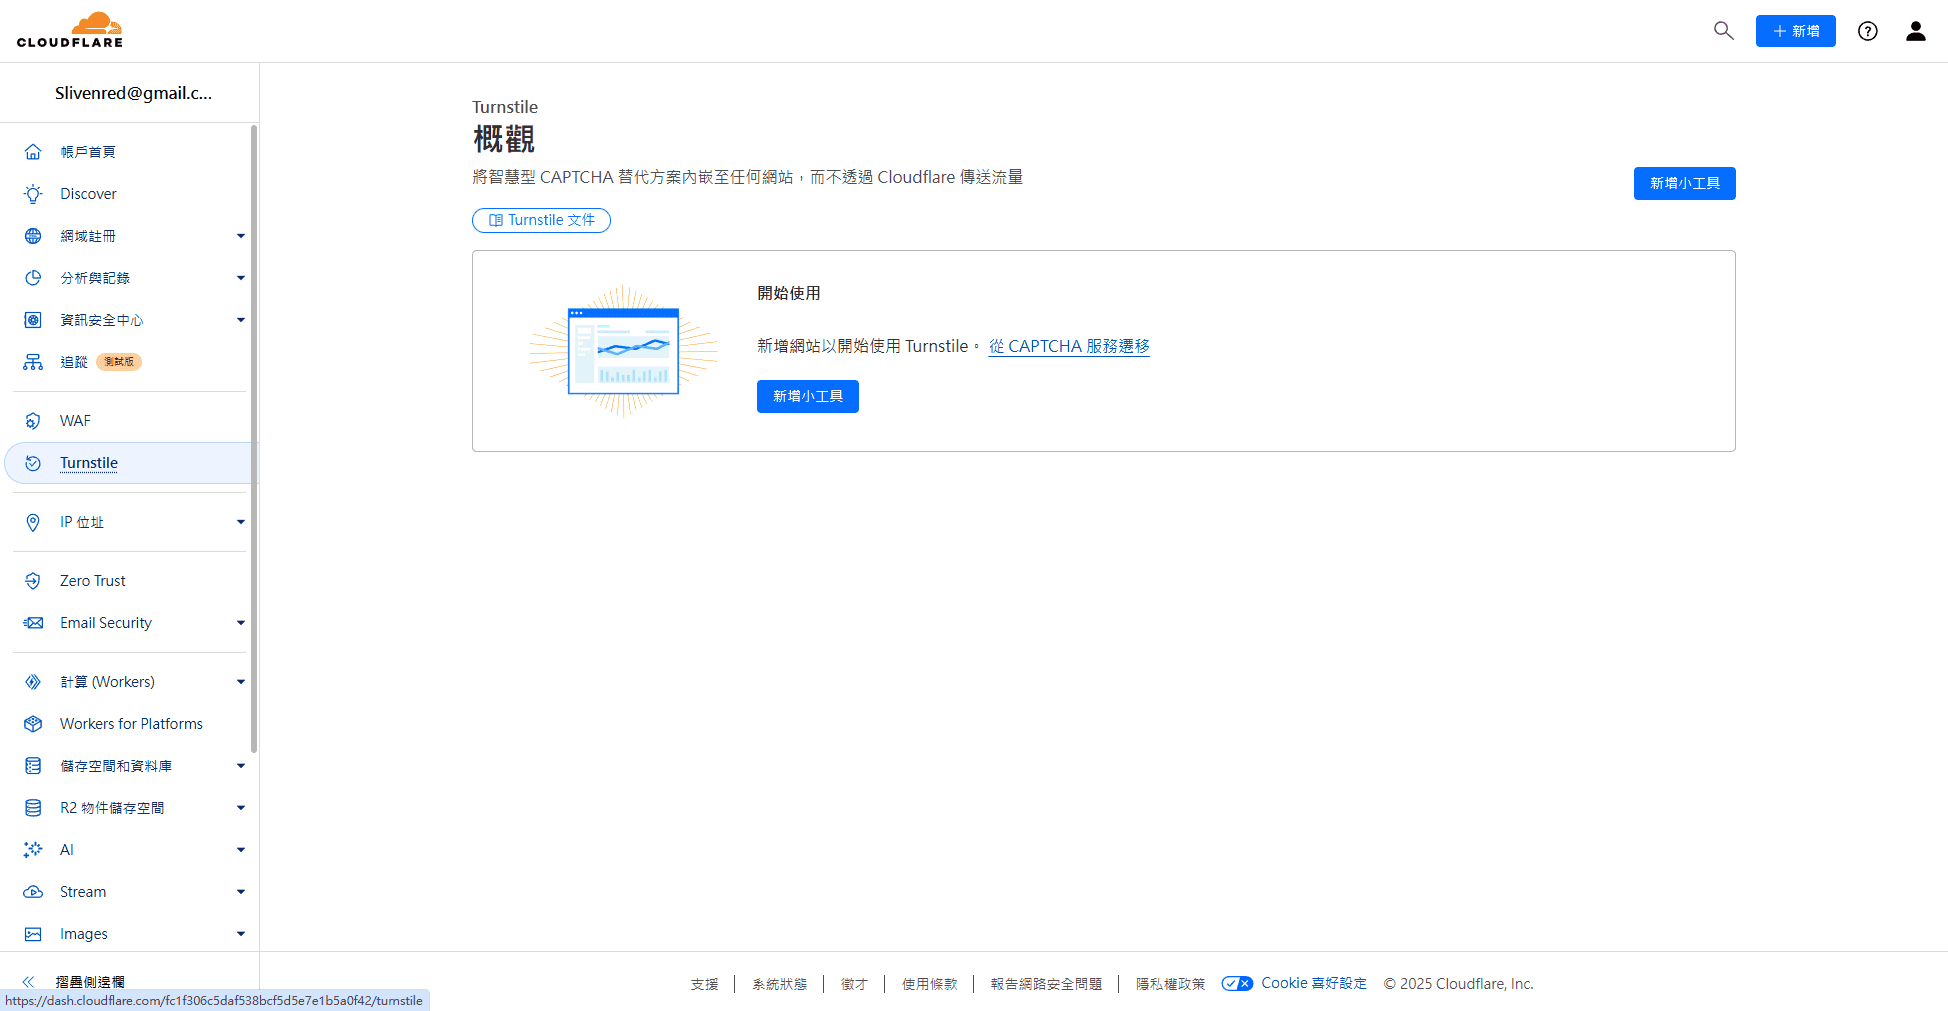 CLOUDFLARE
新增
Slivenred@gmail.c...
帳戶首頁
Discover
網域註冊
分析與記錄
資訊安全中心
追蹤 測試版
WAF
Turnstile
IP 位址
Zero Trust
Email Security
計算 (Workers)
Workers for Platforms
儲存空間和資料庫
R2 物件儲存空間
AI
Stream
Images
摺疊側邊欄
https://dash.cloudflare.com/fc1f306c5daf538bcf5d5e7e1b5a0f42/turnstile
Turnstile
概觀
將智慧型 CAPTCHA 替代方案內嵌至任何網站，而不透過 Cloudflare 傳送流量
新增小工具
Turnstile 文件
開始使用
新增網站以開始使用 Turnstile。 從 CAPTCHA 服務遷移
新增小工具
支援 系統狀態 徵才 使用條款 報告網路安全問題 隱私權政策 Cookie 喜好設定 © 2025 Cloudflare, Inc.